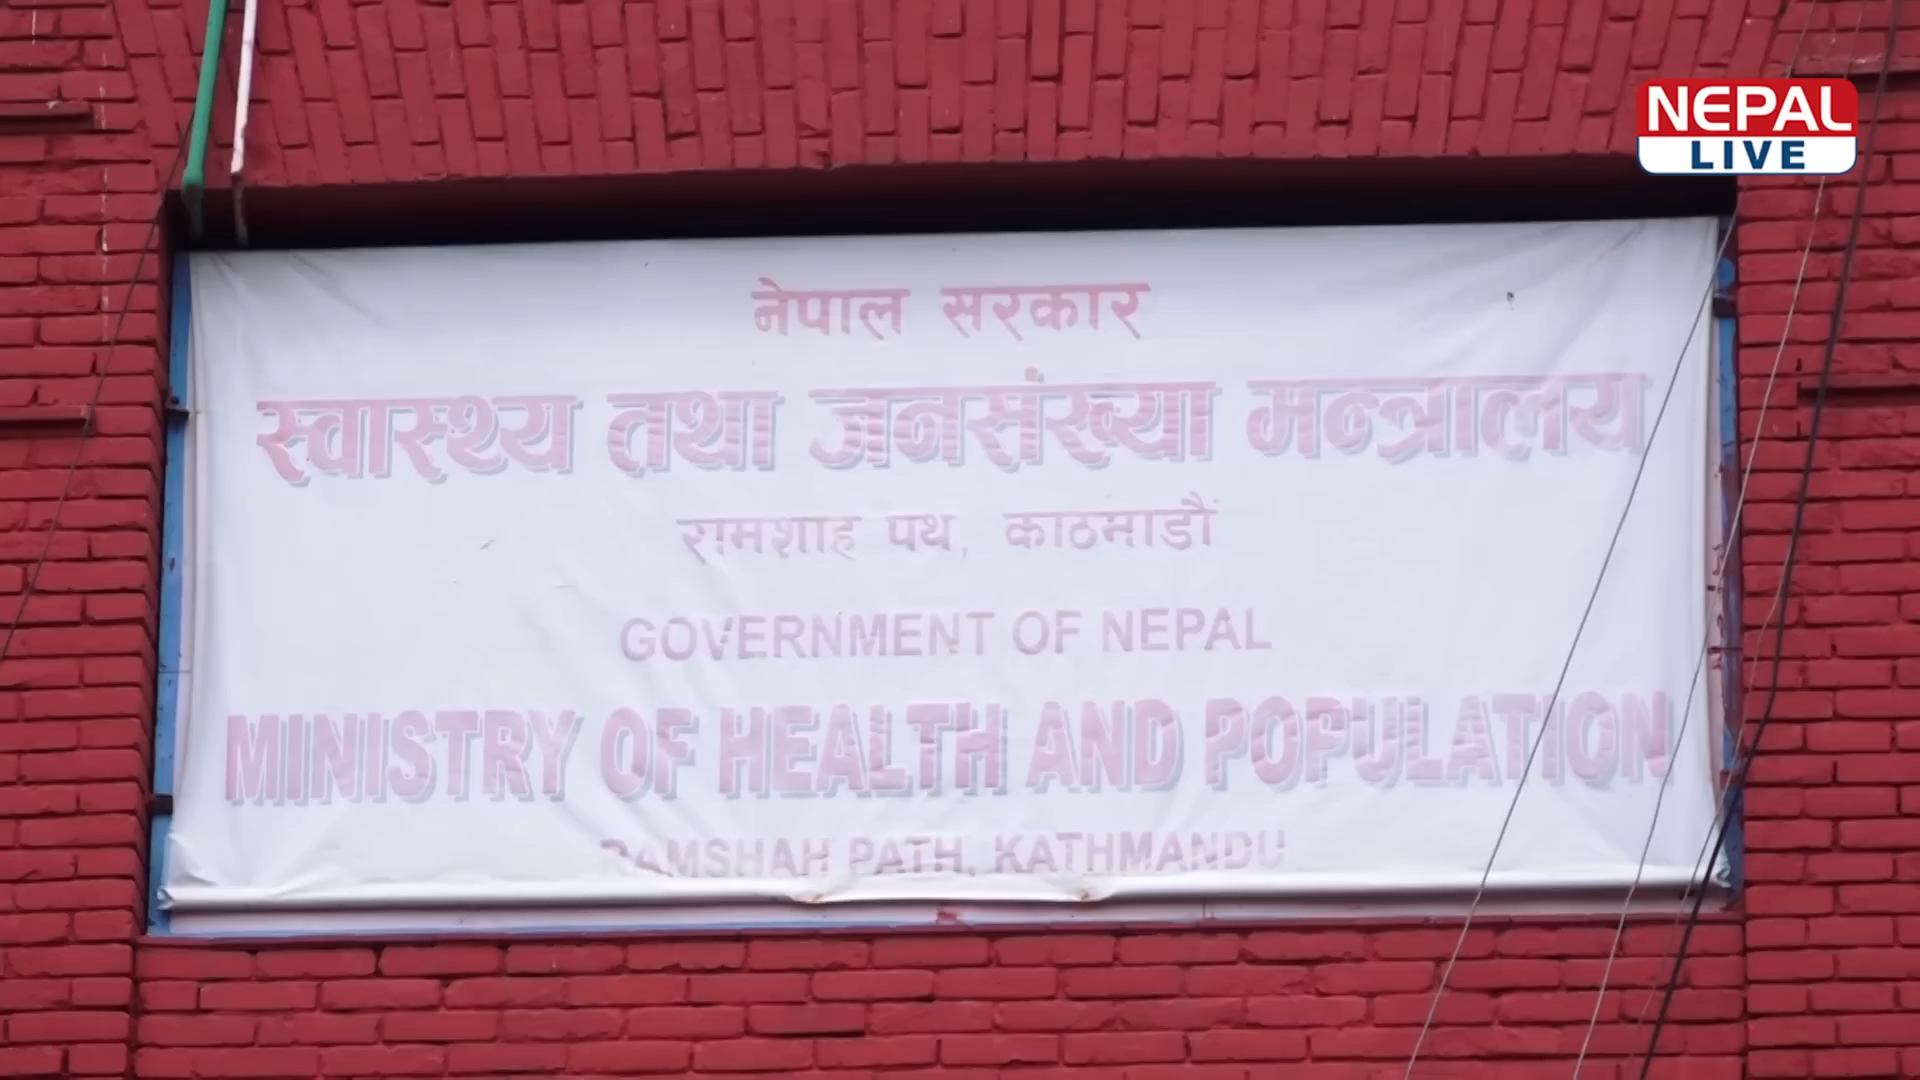 NEPAL
LIVE
नेपाल सरकार
स्वास्थ्य तथा जनसंख्या मन्त्रालय
रामशाह पथ, काठमाडौं
GOVERNMENT OF NEPAL
MINISTRY OF HEALTH AND POPULATION
RAMSHAH PATH, KATHMANDU